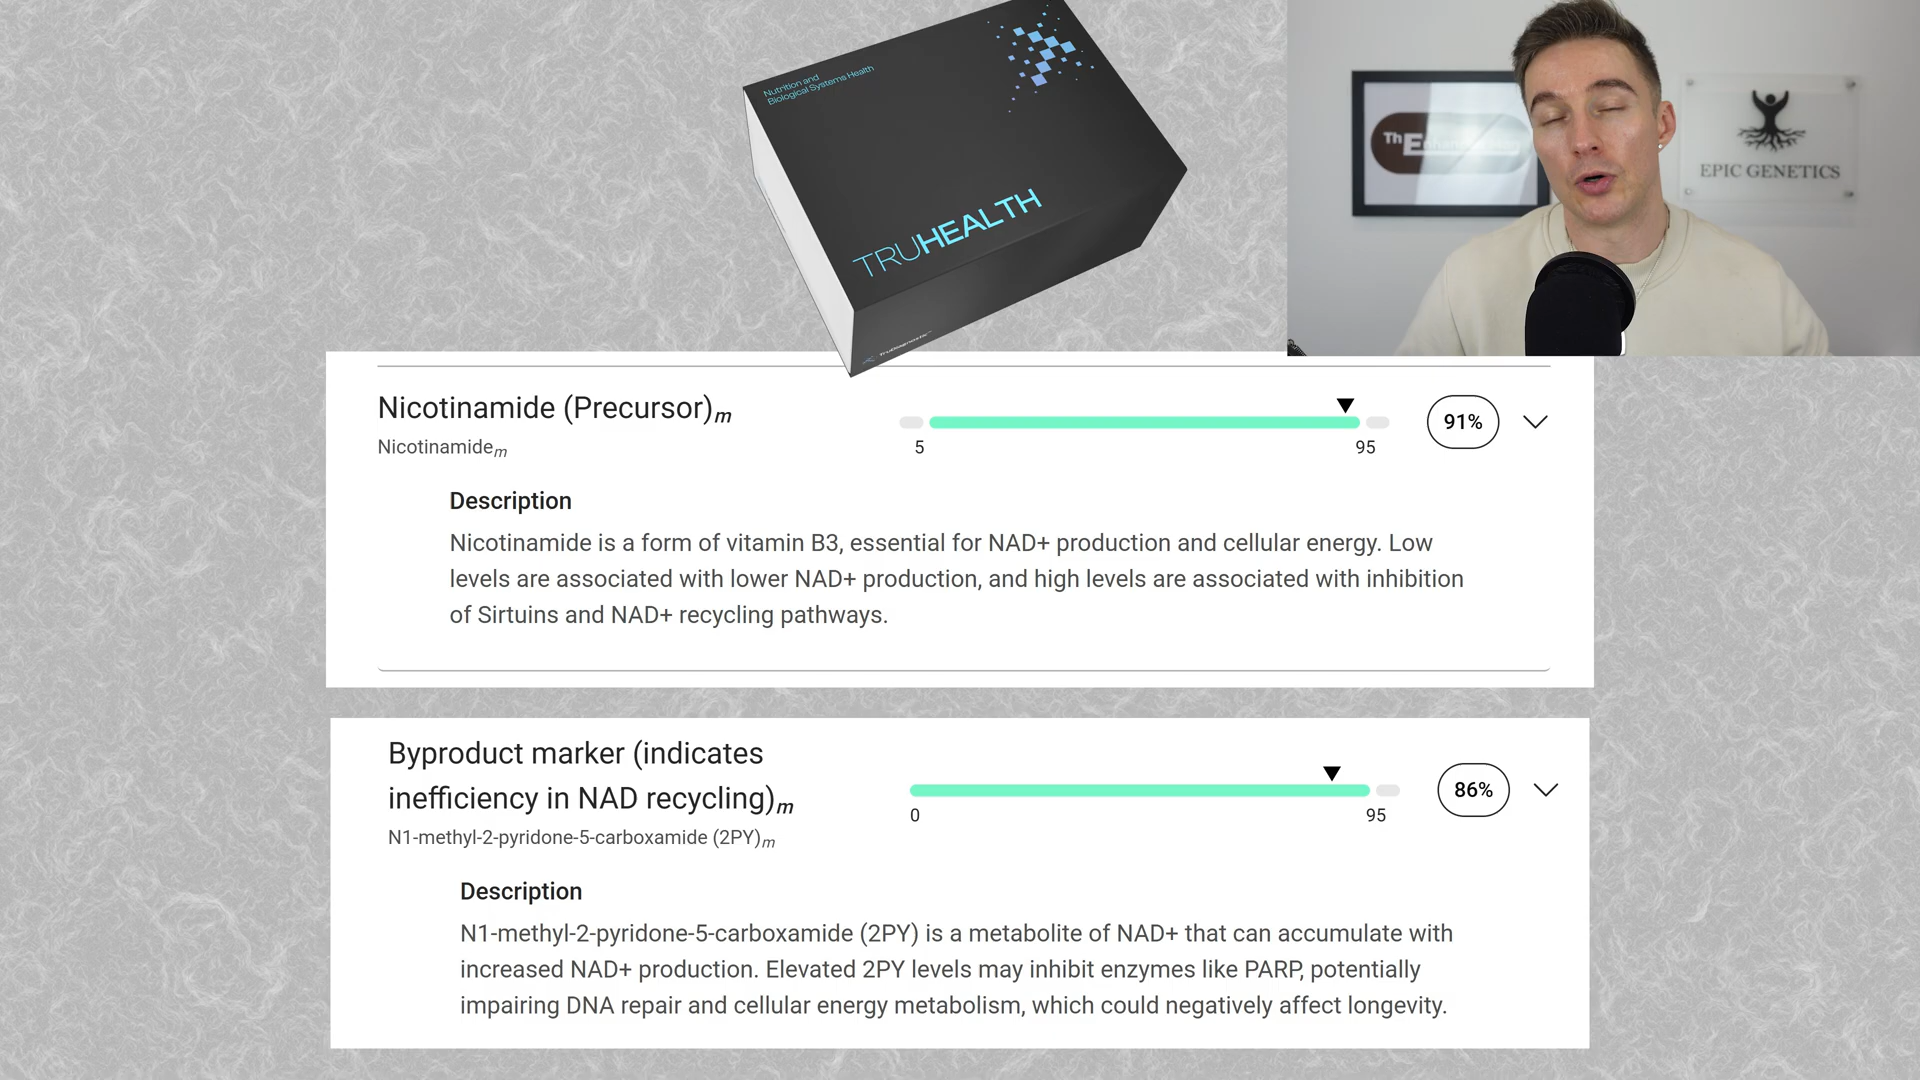 Nutrition and
Biological Systems Health
TRUHEALTH
TruDiagnostic™
The
EPIC GENETICS
Nicotinamide (Precursor)m
Nicotinamidem
5
95
91%
Description
Nicotinamide is a form of vitamin B3, essential for NAD+ production and cellular energy. Low
levels are associated with lower NAD+ production, and high levels are associated with inhibition
of Sirtuins and NAD+ recycling pathways.
Byproduct marker (indicates
inefficiency in NAD recycling)m
N1-methyl-2-pyridone-5-carboxamide (2PY)m
0
95
86%
Description
N1-methyl-2-pyridone-5-carboxamide (2PY) is a metabolite of NAD+ that can accumulate with
increased NAD+ production. Elevated 2PY levels may inhibit enzymes like PARP, potentially
impairing DNA repair and cellular energy metabolism, which could negatively affect longevity.